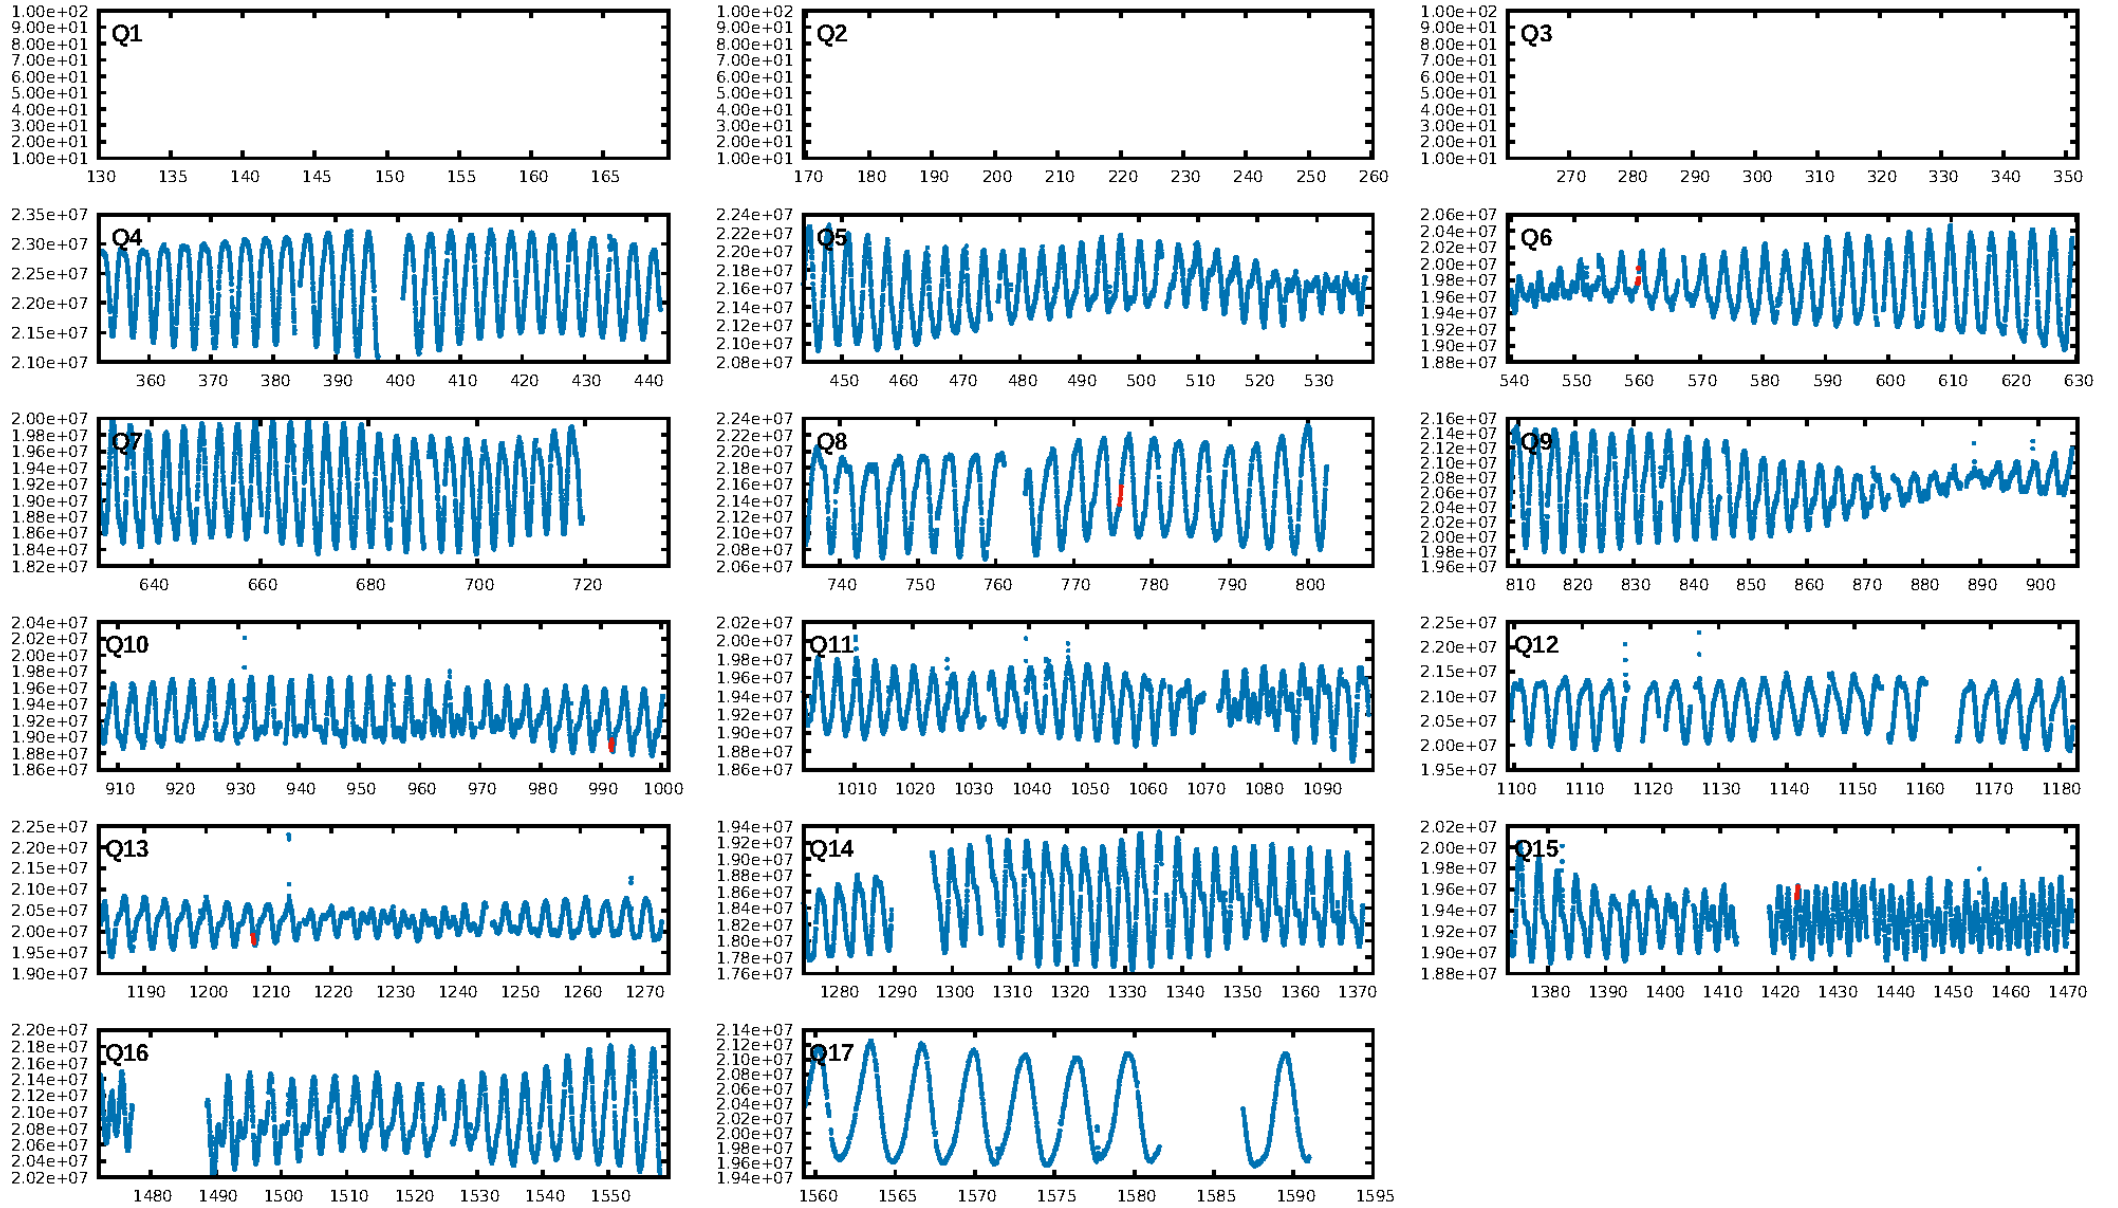 1.00e+02
9.00e+01
8.00e+01
7.00e+01
6.00e+01
5.00e+01
4.00e+01
3.00e+01
2.00e+01
1.00e+01
Q1
130 135 140 145 150 155 160 165
1.00e+02
9.00e+01
8.00e+01
7.00e+01
6.00e+01
5.00e+01
4.00e+01
3.00e+01
2.00e+01
1.00e+01
Q2
170 180 190 200 210 220 230 240 250 260
1.00e+02
9.00e+01
8.00e+01
7.00e+01
6.00e+01
5.00e+01
4.00e+01
3.00e+01
2.00e+01
1.00e+01
Q3
270 280 290 300 310 320 330 340 350
2.35e+07
2.30e+07
2.25e+07
2.20e+07
2.15e+07
2.10e+07
Q4
360 370 380 390 400 410 420 430 440
2.24e+07
2.22e+07
2.20e+07
2.18e+07
2.16e+07
2.14e+07
2.12e+07
2.10e+07
2.08e+07
Q5
450 460 470 480 490 500 510 520 530
2.06e+07
2.04e+07
2.02e+07
2.00e+07
1.98e+07
1.96e+07
1.94e+07
1.92e+07
1.90e+07
1.88e+07
Q6
540 550 560 570 580 590 600 610 620 630
2.00e+07
1.98e+07
1.96e+07
1.94e+07
1.92e+07
1.90e+07
1.88e+07
1.86e+07
1.84e+07
1.82e+07
Q7
640 660 680 700 720
2.24e+07
2.22e+07
2.20e+07
2.18e+07
2.16e+07
2.14e+07
2.12e+07
2.10e+07
2.08e+07
2.06e+07
Q8
740 750 760 770 780 790 800
2.16e+07
2.14e+07
2.12e+07
2.10e+07
2.08e+07
2.06e+07
2.04e+07
2.02e+07
2.00e+07
1.98e+07
1.96e+07
Q9
810 820 830 840 850 860 870 880 890 900
2.04e+07
2.02e+07
2.00e+07
1.98e+07
1.96e+07
1.94e+07
1.92e+07
1.90e+07
1.88e+07
1.86e+07
Q10
910 920 930 940 950 960 970 980 990 1000
2.02e+07
2.00e+07
1.98e+07
1.96e+07
1.94e+07
1.92e+07
1.90e+07
1.88e+07
1.86e+07
Q11
1010 1020 1030 1040 1050 1060 1070 1080 1090
2.25e+07
2.20e+07
2.15e+07
2.10e+07
2.05e+07
2.00e+07
1.95e+07
Q12
1100 1110 1120 1130 1140 1150 1160 1170 1180
2.25e+07
2.20e+07
2.15e+07
2.10e+07
2.05e+07
2.00e+07
1.95e+07
1.90e+07
Q13
1190 1200 1210 1220 1230 1240 1250 1260 1270
1.94e+07
1.92e+07
1.90e+07
1.88e+07
1.86e+07
1.84e+07
1.82e+07
1.80e+07
1.78e+07
1.76e+07
Q14
1280 1290 1300 1310 1320 1330 1340 1350 1360 1370
2.02e+07
2.00e+07
1.98e+07
1.96e+07
1.94e+07
1.92e+07
1.90e+07
1.88e+07
Q15
1380 1390 1400 1410 1420 1430 1440 1450 1460 1470
2.20e+07
2.18e+07
2.16e+07
2.14e+07
2.12e+07
2.10e+07
2.08e+07
2.06e+07
2.04e+07
2.02e+07
Q16
1480 1490 1500 1510 1520 1530 1540 1550
2.14e+07
2.12e+07
2.10e+07
2.08e+07
2.06e+07
2.04e+07
2.02e+07
2.00e+07
1.98e+07
1.96e+07
1.94e+07
Q17
1560 1565 1570 1575 1580 1585 1590 1595